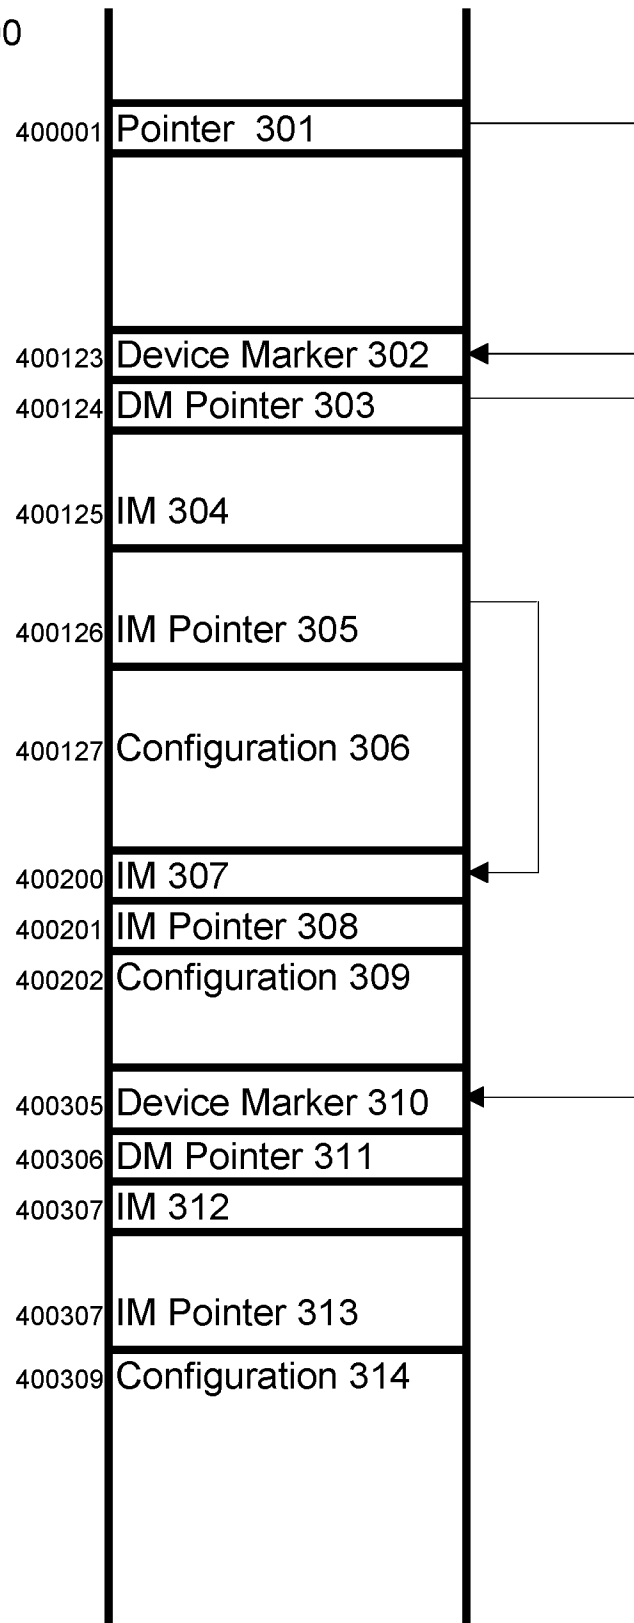 0
400001 Pointer 301
400123 Device Marker 302
400124 DM Pointer 303
400125 IM 304
400126 IM Pointer 305
400127 Configuration 306
400200 IM 307
400201 IM Pointer 308
400202 Configuration 309
400305 Device Marker 310
400306 DM Pointer 311
400307 IM 312
400307 IM Pointer 313
400309 Configuration 314